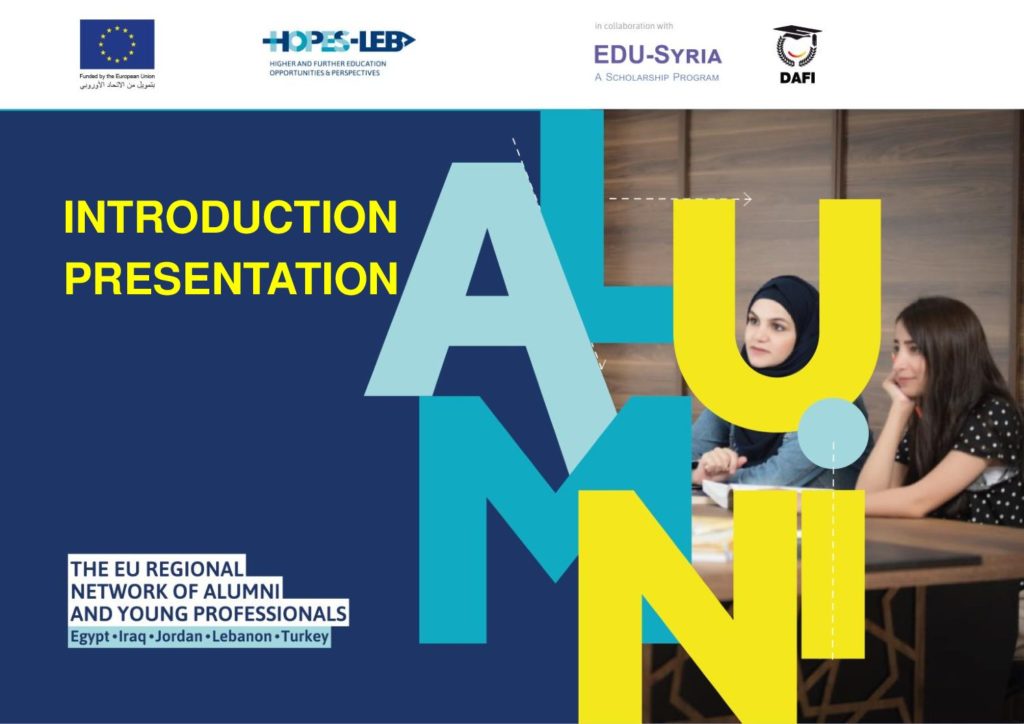 Funded by the European Union
بتمويل من الاتحاد الأوروبي
HOPES-LEB
HIGHER AND FURTHER EDUCATION
OPPORTUNITIES & PERSPECTIVES
in collaboration with
EDU-SYRIA
A SCHOLARSHIP PROGRAM
DAFI
INTRODUCTION
PRESENTATION
ALUMNi
THE EU REGIONAL
NETWORK OF ALUMNI
AND YOUNG PROFESSIONALS
Egypt • Iraq • Jordan • Lebanon • Turkey